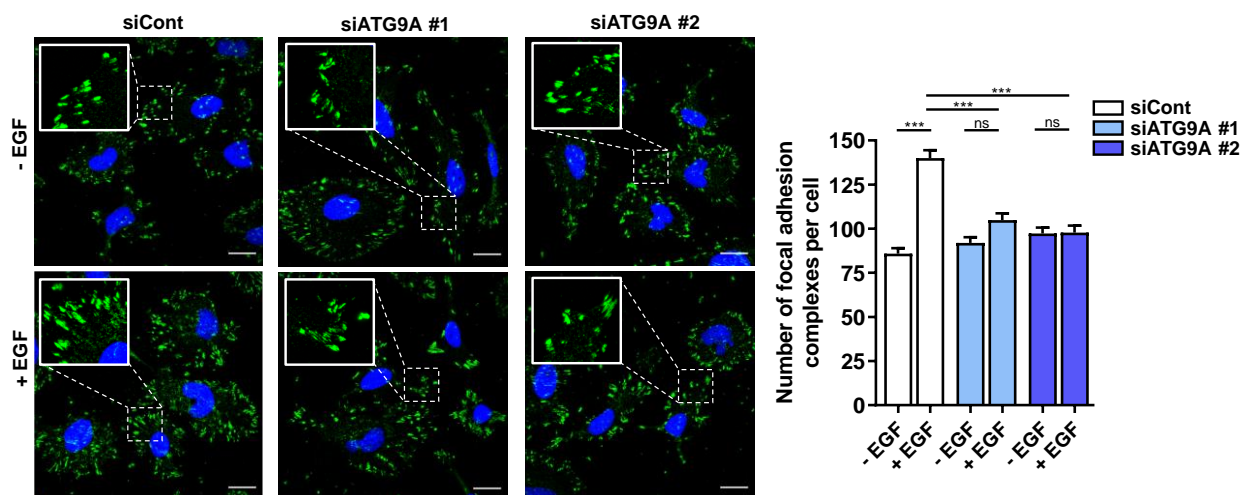 siCont
siATG9A #1
siATG9A #2
- EGF
+ EGF
***
***
***
ns
ns
siCont
siATG9A #1
siATG9A #2
Number of focal adhesion
complexes per cell
150
125
100
75
50
25
0
- EGF
+ EGF
- EGF
+ EGF
- EGF
+ EGF